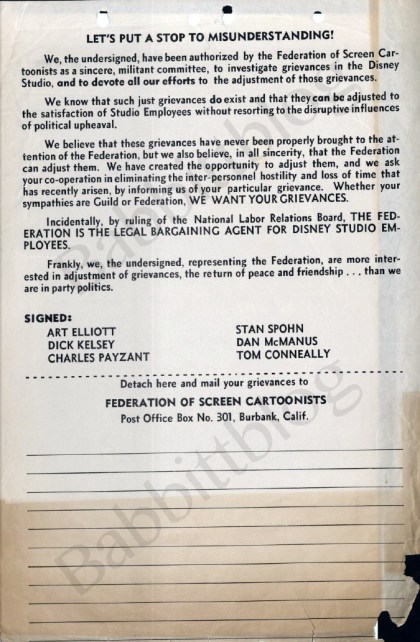 LET'S PUT A STOP TO MISUNDERSTANDING!
We, the undersigned, have been authorized by the Federation of Screen Car-
toonists as a sincere, militant committee, to investigate grievances in the Disney
Studio, and to devote all our efforts to the adjustment of those grievances.
We know that such just grievances do exist and that they can be adjusted to
the satisfaction of Studio Employees without resorting to the disruptive influences
of political upheaval.
We believe that these grievances have never been properly brought to the at-
tention of the Federation, but we also believe, in all sincerity, that the Federation
can adjust them. We have created the opportunity to adjust them, and we ask
your co-operation in eliminating the inter-personnel hostility and loss of time that
has recently arisen, by informing us of your particular grievance. Whether your
sympathies are Guild or Federation, WE WANT YOUR GRIEVANCES.
Incidentally, by ruling of the National Labor Relations Board, THE FED-
ERATION IS THE LEGAL BARGAINING AGENT FOR DISNEY STUDIO EM-
PLOYEES.
Frankly, we, the undersigned, representing the Federation, are more inter-
ested in adjustment of grievances, the return of peace and friendship . . . than we
are in party politics.
SIGNED:
ART ELLIOTT STAN SPOHN
DICK KELSEY DAN McMANUS
CHARLES PAYZANT TOM CONNEALLY
Detach here and mail your grievances to
FEDERATION OF SCREEN CARTOONISTS
Post Office Box No. 301, Burbank, Calif.
Babbittblog
Babbittblog